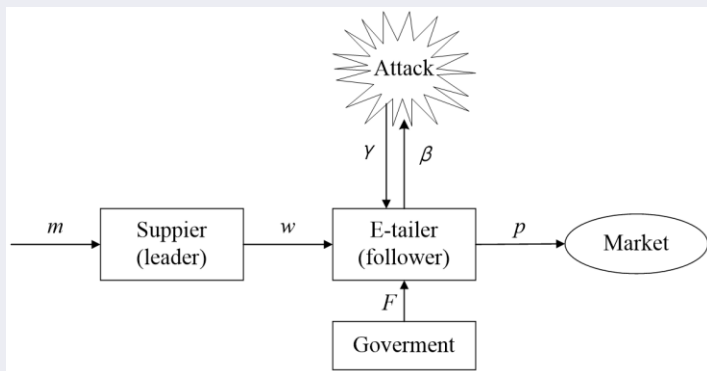 Attack
γ
β
m
Suppier
(leader)
w
E-tailer
(follower)
p
Market
F
Goverment